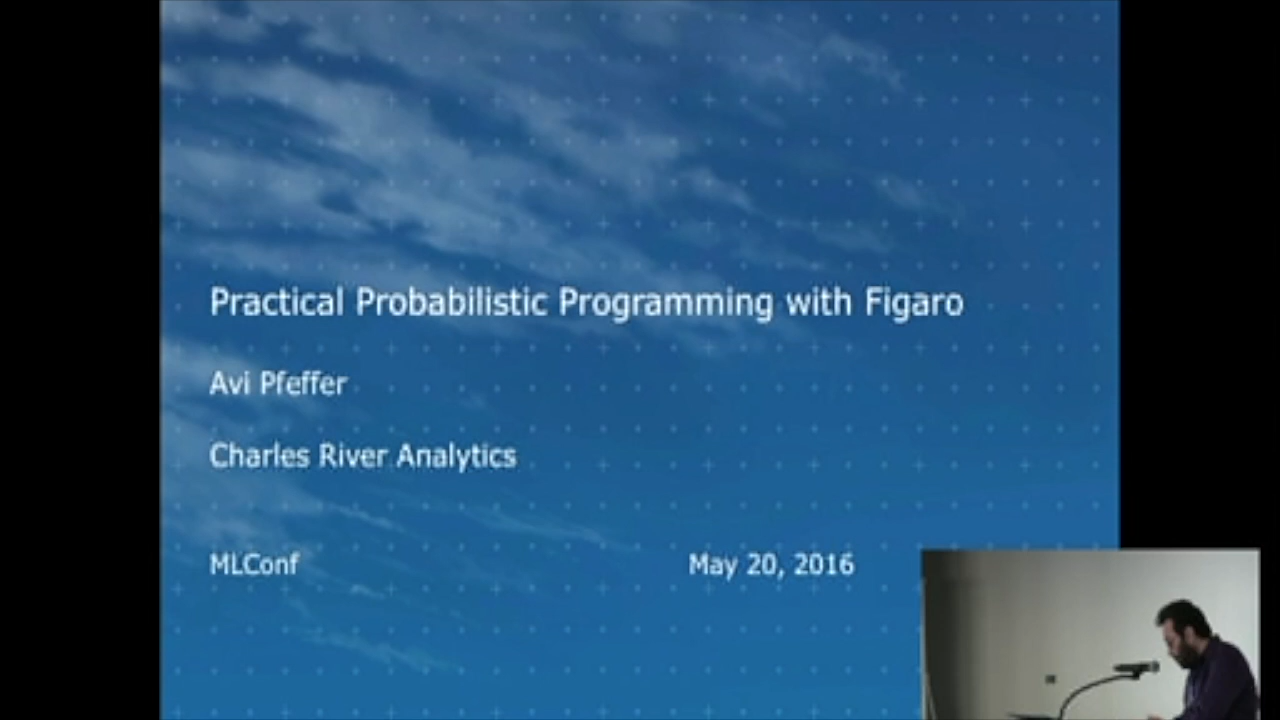 Practical Probabilistic Programming with Figaro
Avi Pfeffer
Charles River Analytics
MLConf
May 20, 2016